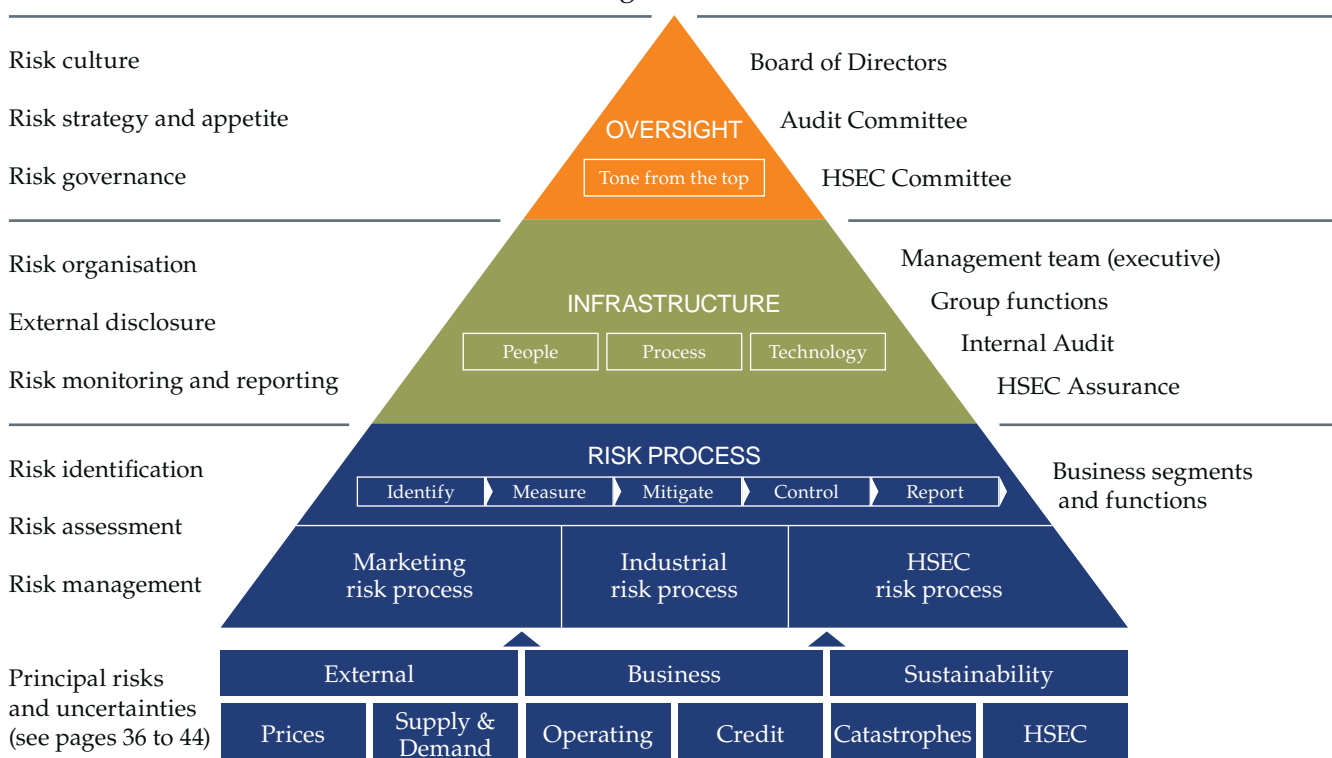 Risk culture
Risk strategy and appetite
Risk governance
OVERSIGHT
Tone from the top
Board of Directors
Audit Committee
HSEC Committee
Risk organisation
External disclosure
Risk monitoring and reporting
INFRASTRUCTURE
People
Process
Technology
Management team (executive)
Group functions
Internal Audit
HSEC Assurance
Risk identification
Risk assessment
Risk management
RISK PROCESS
Identify
Measure
Mitigate
Control
Report
Marketing
risk process
Industrial
risk process
HSEC
risk process
Business segments
and functions
Principal risks
and uncertainties
(see pages 36 to 44)
External
Business
Sustainability
Prices
Supply &
Demand
Operating
Credit
Catastrophes
HSEC